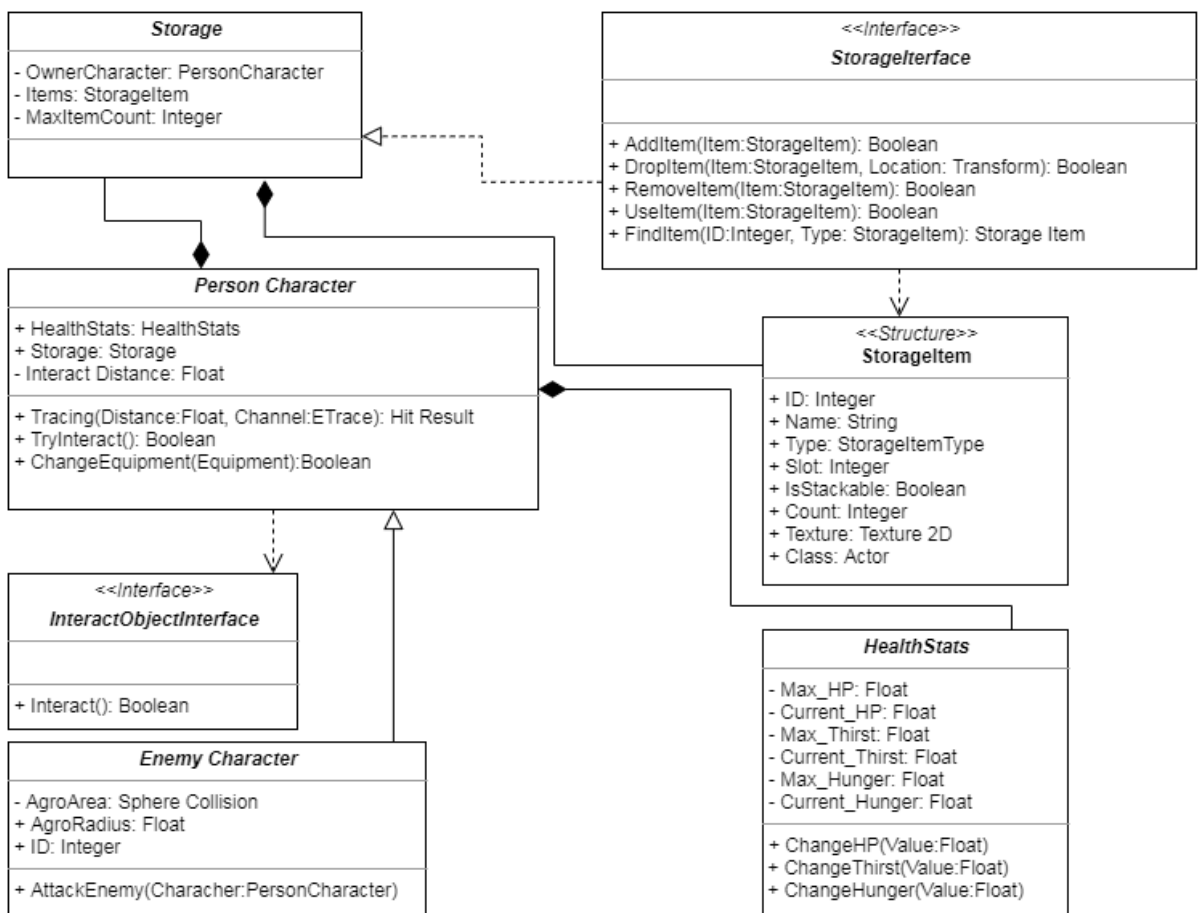 Storage
- OwnerCharacter: PersonCharacter
- Items: StorageItem
- MaxItemCount: Integer
<<Interface>>
StorageIterface
+ AddItem(Item:StorageItem): Boolean
+ DropItem(Item:StorageItem, Location: Transform): Boolean
+ RemoveItem(Item:StorageItem): Boolean
+ UseItem(Item:StorageItem): Boolean
+ FindItem(ID:Integer, Type: StorageItem): Storage Item
Person Character
+ HealthStats: HealthStats
+ Storage: Storage
- Interact Distance: Float
+ Tracing(Distance:Float, Channel:ETrace): Hit Result
+ TryInteract(): Boolean
+ ChangeEquipment(Equipment):Boolean
<<Structure>>
StorageItem
+ ID: Integer
+ Name: String
+ Type: StorageItemType
+ Slot: Integer
+ IsStackable: Boolean
+ Count: Integer
+ Texture: Texture 2D
+ Class: Actor
<<Interface>>
InteractObjectInterface
+ Interact(): Boolean
Enemy Character
- AgroArea: Sphere Collision
+ AgroRadius: Float
+ ID: Integer
+ AttackEnemy(Characher:PersonCharacter)
HealthStats
- Max_HP: Float
- Current_HP: Float
- Max_Thirst: Float
- Current_Thirst: Float
- Max_Hunger: Float
- Current_Hunger: Float
+ ChangeHP(Value:Float)
+ ChangeThirst(Value:Float)
+ ChangeHunger(Value:Float)